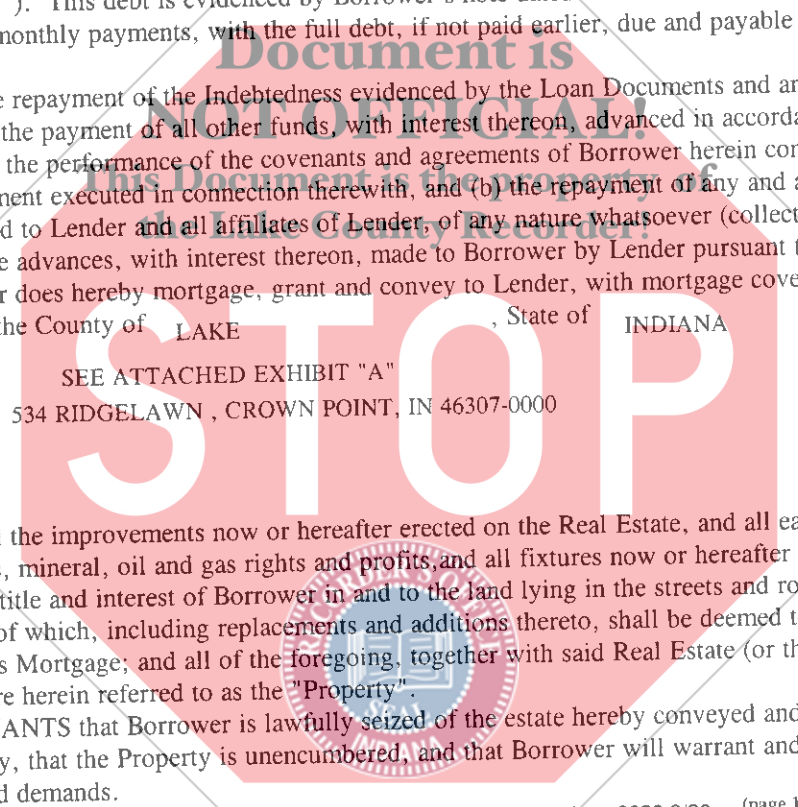 ). This debt is evidenced by Borrower's note dated
monthly payments, with the full debt, if not paid earlier, due and payable
Document is
e repayment of the Indebtedness evidenced by the Loan Documents and an
NOT OFFICIAL!
the payment of all other funds, with interest thereon, advanced in accorda
the performance of the covenants and agreements of Borrower herein con
This Document is the property of
ment executed in connection therewith, and (b) the repayment of any and a
the Lake County Recorder!
d to Lender and all affiliates of Lender, of any nature whatsoever (collect
e advances, with interest thereon, made to Borrower by Lender pursuant t
r does hereby mortgage, grant and convey to Lender, with mortgage cove
the County of LAKE , State of INDIANA
SEE ATTACHED EXHIBIT "A"
534 RIDGELAWN , CROWN POINT, IN 46307-0000
STOP
the improvements now or hereafter erected on the Real Estate, and all ea
, mineral, oil and gas rights and profits,and all fixtures now or hereafter
title and interest of Borrower in and to the land lying in the streets and ro
of which, including replacements and additions thereto, shall be deemed t
s Mortgage; and all of the foregoing, together with said Real Estate (or th
re herein referred to as the "Property".
RECORDER'S OFFICE
SEAL
INDIANA
ANTS that Borrower is lawfully seized of the estate hereby conveyed and
y, that the Property is unencumbered, and that Borrower will warrant and
d demands.
(page 1